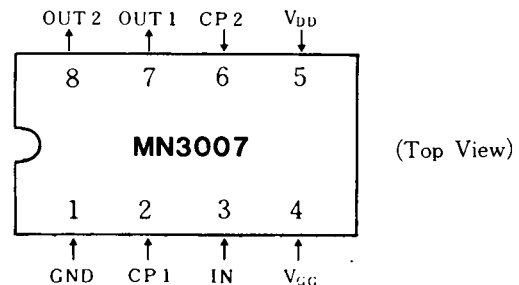 OUT 2 OUT 1 CP 2 VDD
8 7 6 5
MN3007 (Top View)
1 2 3 4
GND CP 1 IN VGG